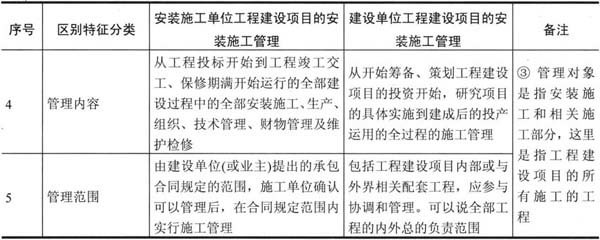 序号
区别特征分类
安装施工单位工程建设项目的安
装施工管理
建设单位工程建设项目的安
装施工管理
备注
4
管理内容
从工程投标开始到工程竣工交
工、保修期满开始运行的全部建
设过程中的全部安装施工、生产、
组织、技术管理、财物管理及维
护检修
从开始筹备、策划工程建设
项目的投资开始，研究项目
的具体实施到建成后的投产
运用的全过程的施工管理
③ 管理对象
是指安装施
工和相关施
工部分，这里
是指工程建
设项目的所
有施工的工
程
5
管理范围
由建设单位(或业主)提出的承包
合同规定的范围，施工单位确认
可以管理后，在合同规定范围内
实行施工管理
包括工程建设项目内部或与
外界相关配套工程，应参与
协调和管理。可以说全部工
程的内外总的负责范围